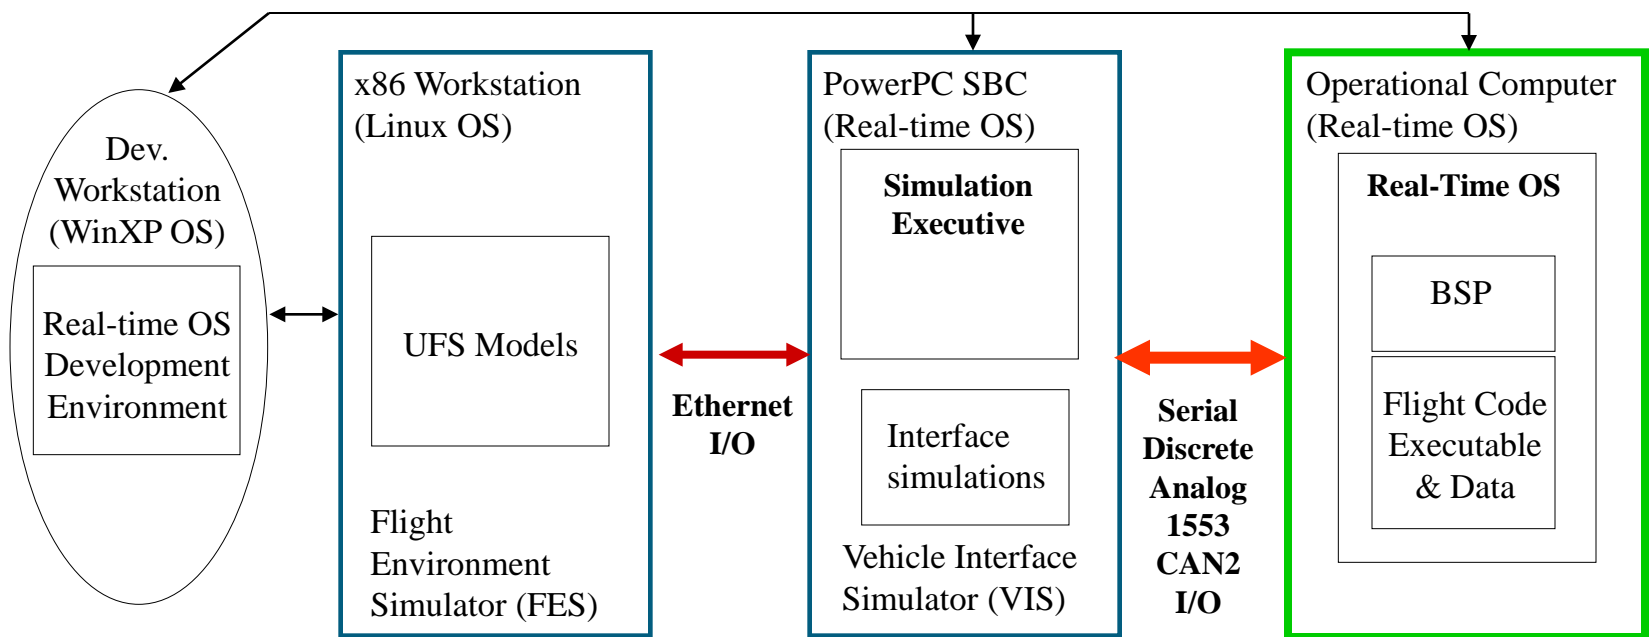 Dev.
Workstation
(WinXP OS)
Real-time OS
Development
Environment
x86 Workstation
(Linux OS)
UFS Models
Flight
Environment
Simulator (FES)
Ethernet
I/O
PowerPC SBC
(Real-time OS)
Simulation
Executive
Interface
simulations
Vehicle Interface
Simulator (VIS)
Serial
Discrete
Analog
1553
CAN2
I/O
Operational Computer
(Real-time OS)
Real-Time OS
BSP
Flight Code
Executable
& Data